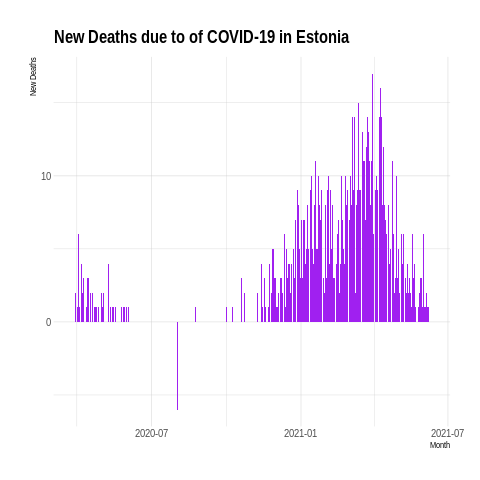 New Deaths due to of COVID-19 in Estonia
New Deaths
10
0
2020-07
2021-01
2021-07
Month